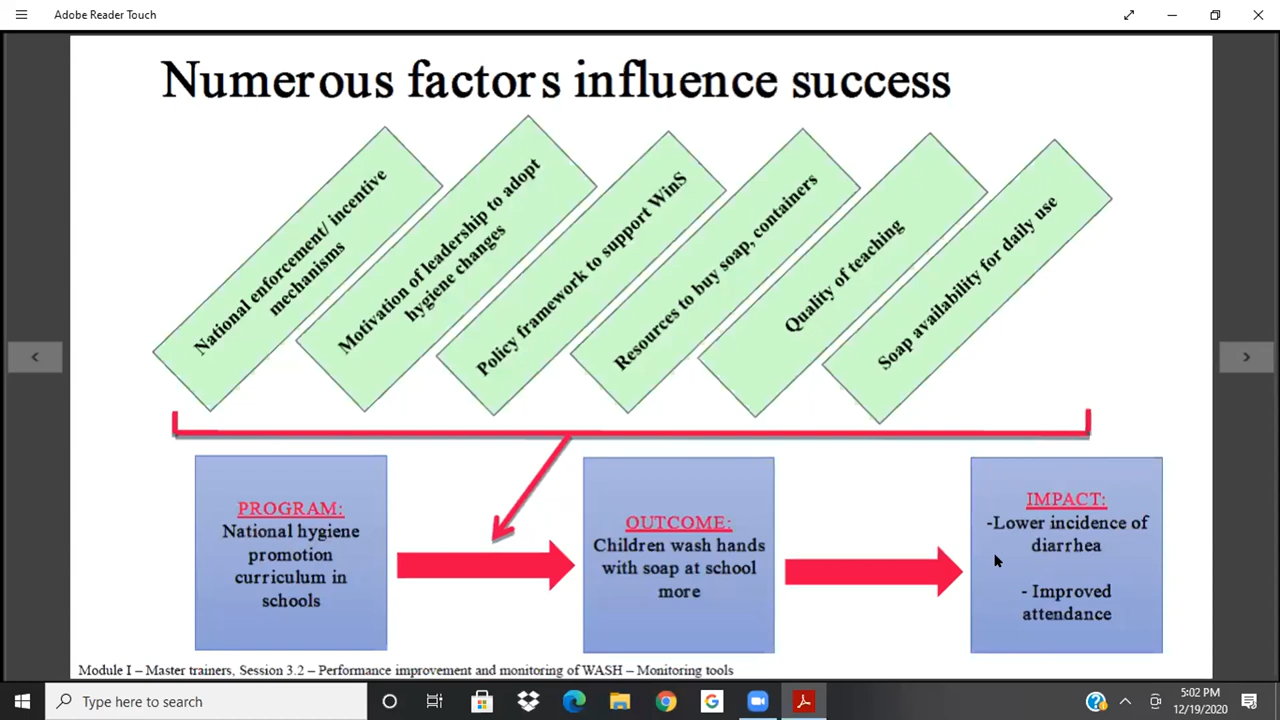 Adobe Reader Touch
Numerous factors influence success
National enforcement/ incentive
mechanisms
Motivation of leadership to adopt
hygiene changes
Policy framework to support WinS
Resources to buy soap, containers
Quality of teaching
Soap availability for daily use
PROGRAM:
National hygiene
promotion
curriculum in
schools
OUTCOME:
Children wash hands
with soap at school
more
IMPACT:
-Lower incidence of
diarrhea
- Improved
attendance
Module I – Master trainers, Session 3.2 – Performance improvement and monitoring of WASH – Monitoring tools
Type here to search
5:02 PM
12/19/2020